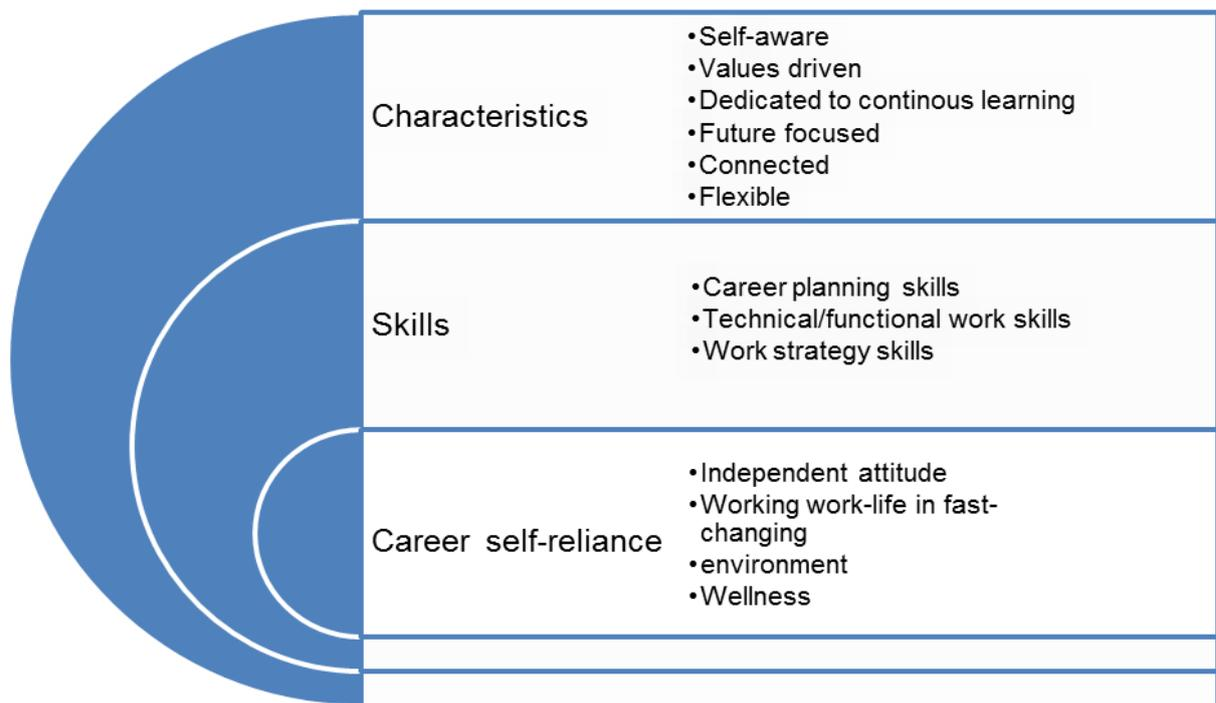 Characteristics
•Self-aware
•Values driven
•Dedicated to continous learning
•Future focused
•Connected
•Flexible
Skills
•Career planning skills
•Technical/functional work skills
•Work strategy skills
Career self-reliance
•Independent attitude
•Working work-life in fast-
changing
•environment
•Wellness